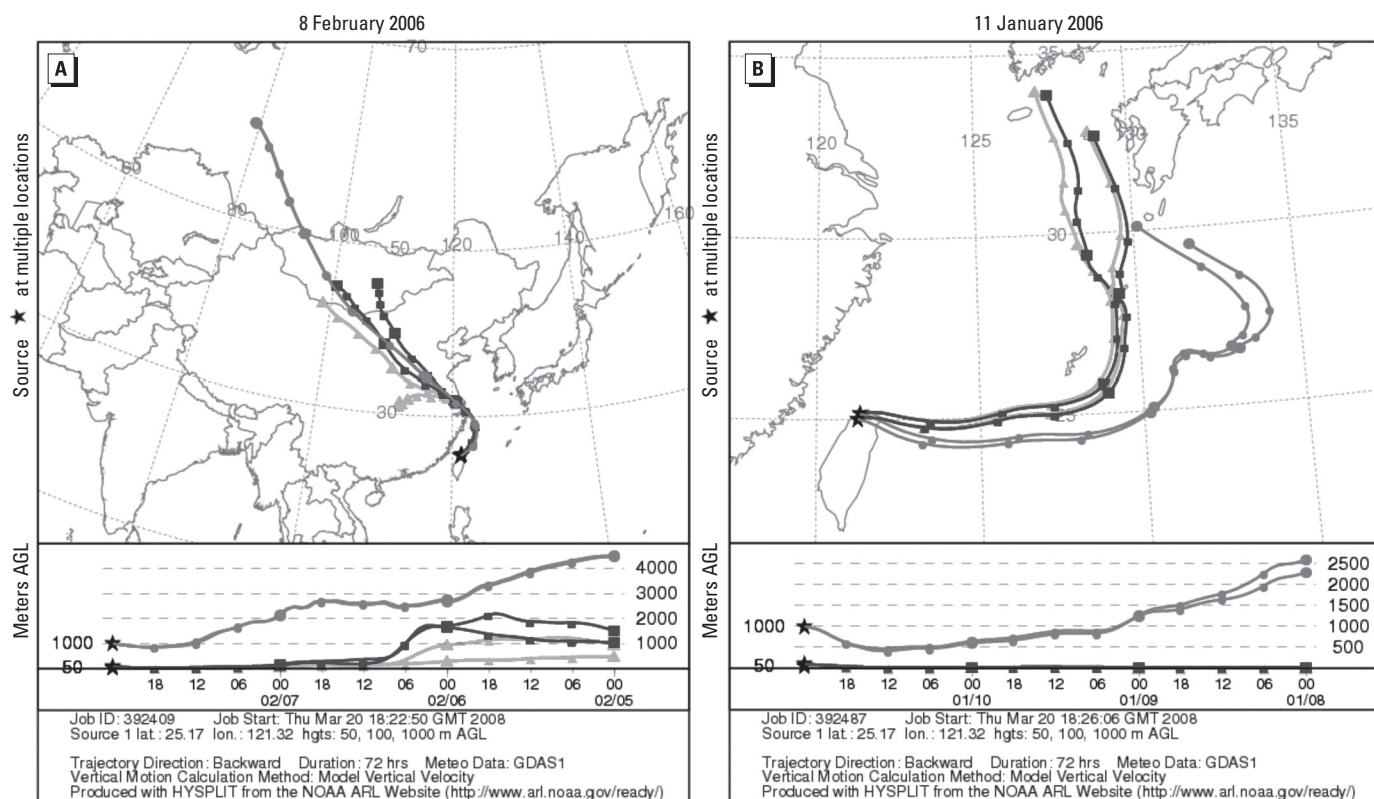 8 February 2006
A
Source ★ at multiple locations
70
60
80
100
50
120
140
160
30
Meters AGL
4000
3000
2000
1000
1000
50
18 12 06 00 18 12 06 00 18 12 06 00
02/07 02/06 02/05
Job ID: 392409 Job Start: Thu Mar 20 18:22:50 GMT 2008
Source 1 lat.: 25.17 lon.: 121.32 hgts: 50, 100, 1000 m AGL
Trajectory Direction: Backward Duration: 72 hrs Meteo Data: GDAS1
Vertical Motion Calculation Method: Model Vertical Velocity
Produced with HYSPLIT from the NOAA ARL Website (http://www.arl.noaa.gov/ready/)
11 January 2006
B
Source ★ at multiple locations
35
120
125
130
135
30
25
Meters AGL
2500
2000
1500
1000
500
1000
50
18 12 06 00 18 12 06 00 18 12 06 00
01/10 01/09 01/08
Job ID: 392487 Job Start: Thu Mar 20 18:26:06 GMT 2008
Source 1 lat.: 25.17 lon.: 121.32 hgts: 50, 100, 1000 m AGL
Trajectory Direction: Backward Duration: 72 hrs Meteo Data: GDAS1
Vertical Motion Calculation Method: Model Vertical Velocity
Produced with HYSPLIT from the NOAA ARL Website (http://www.arl.noaa.gov/ready/)